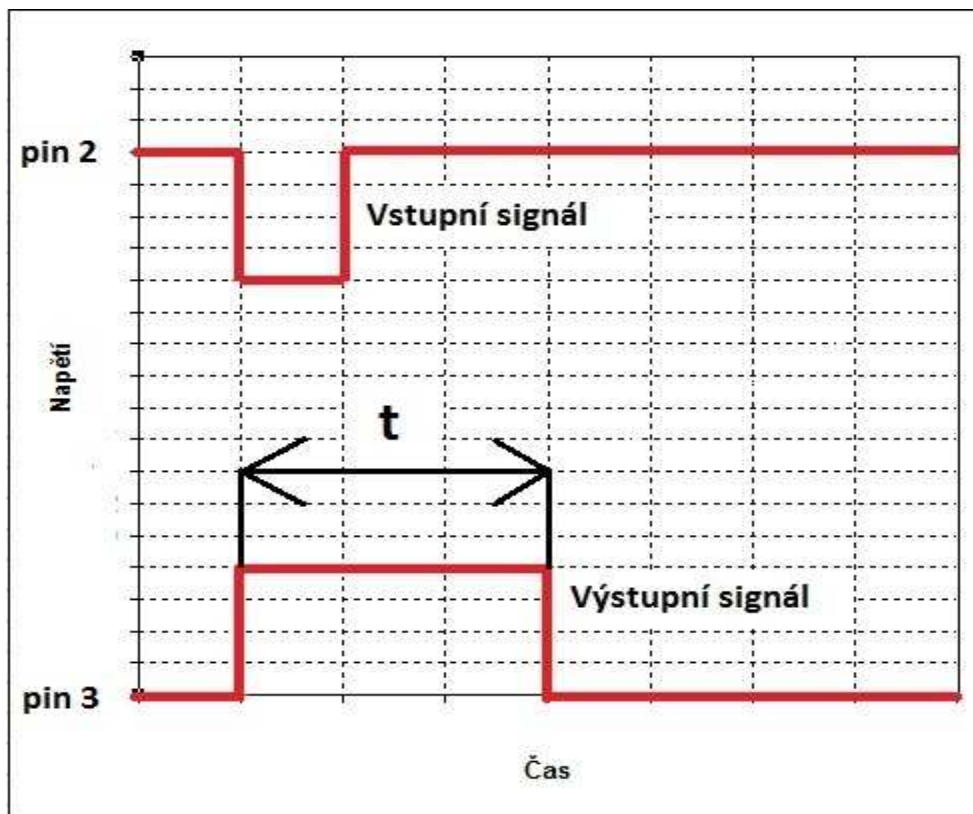 pin 2
Vstupní signál
Napětí
t
Výstupní signál
pin 3
Čas